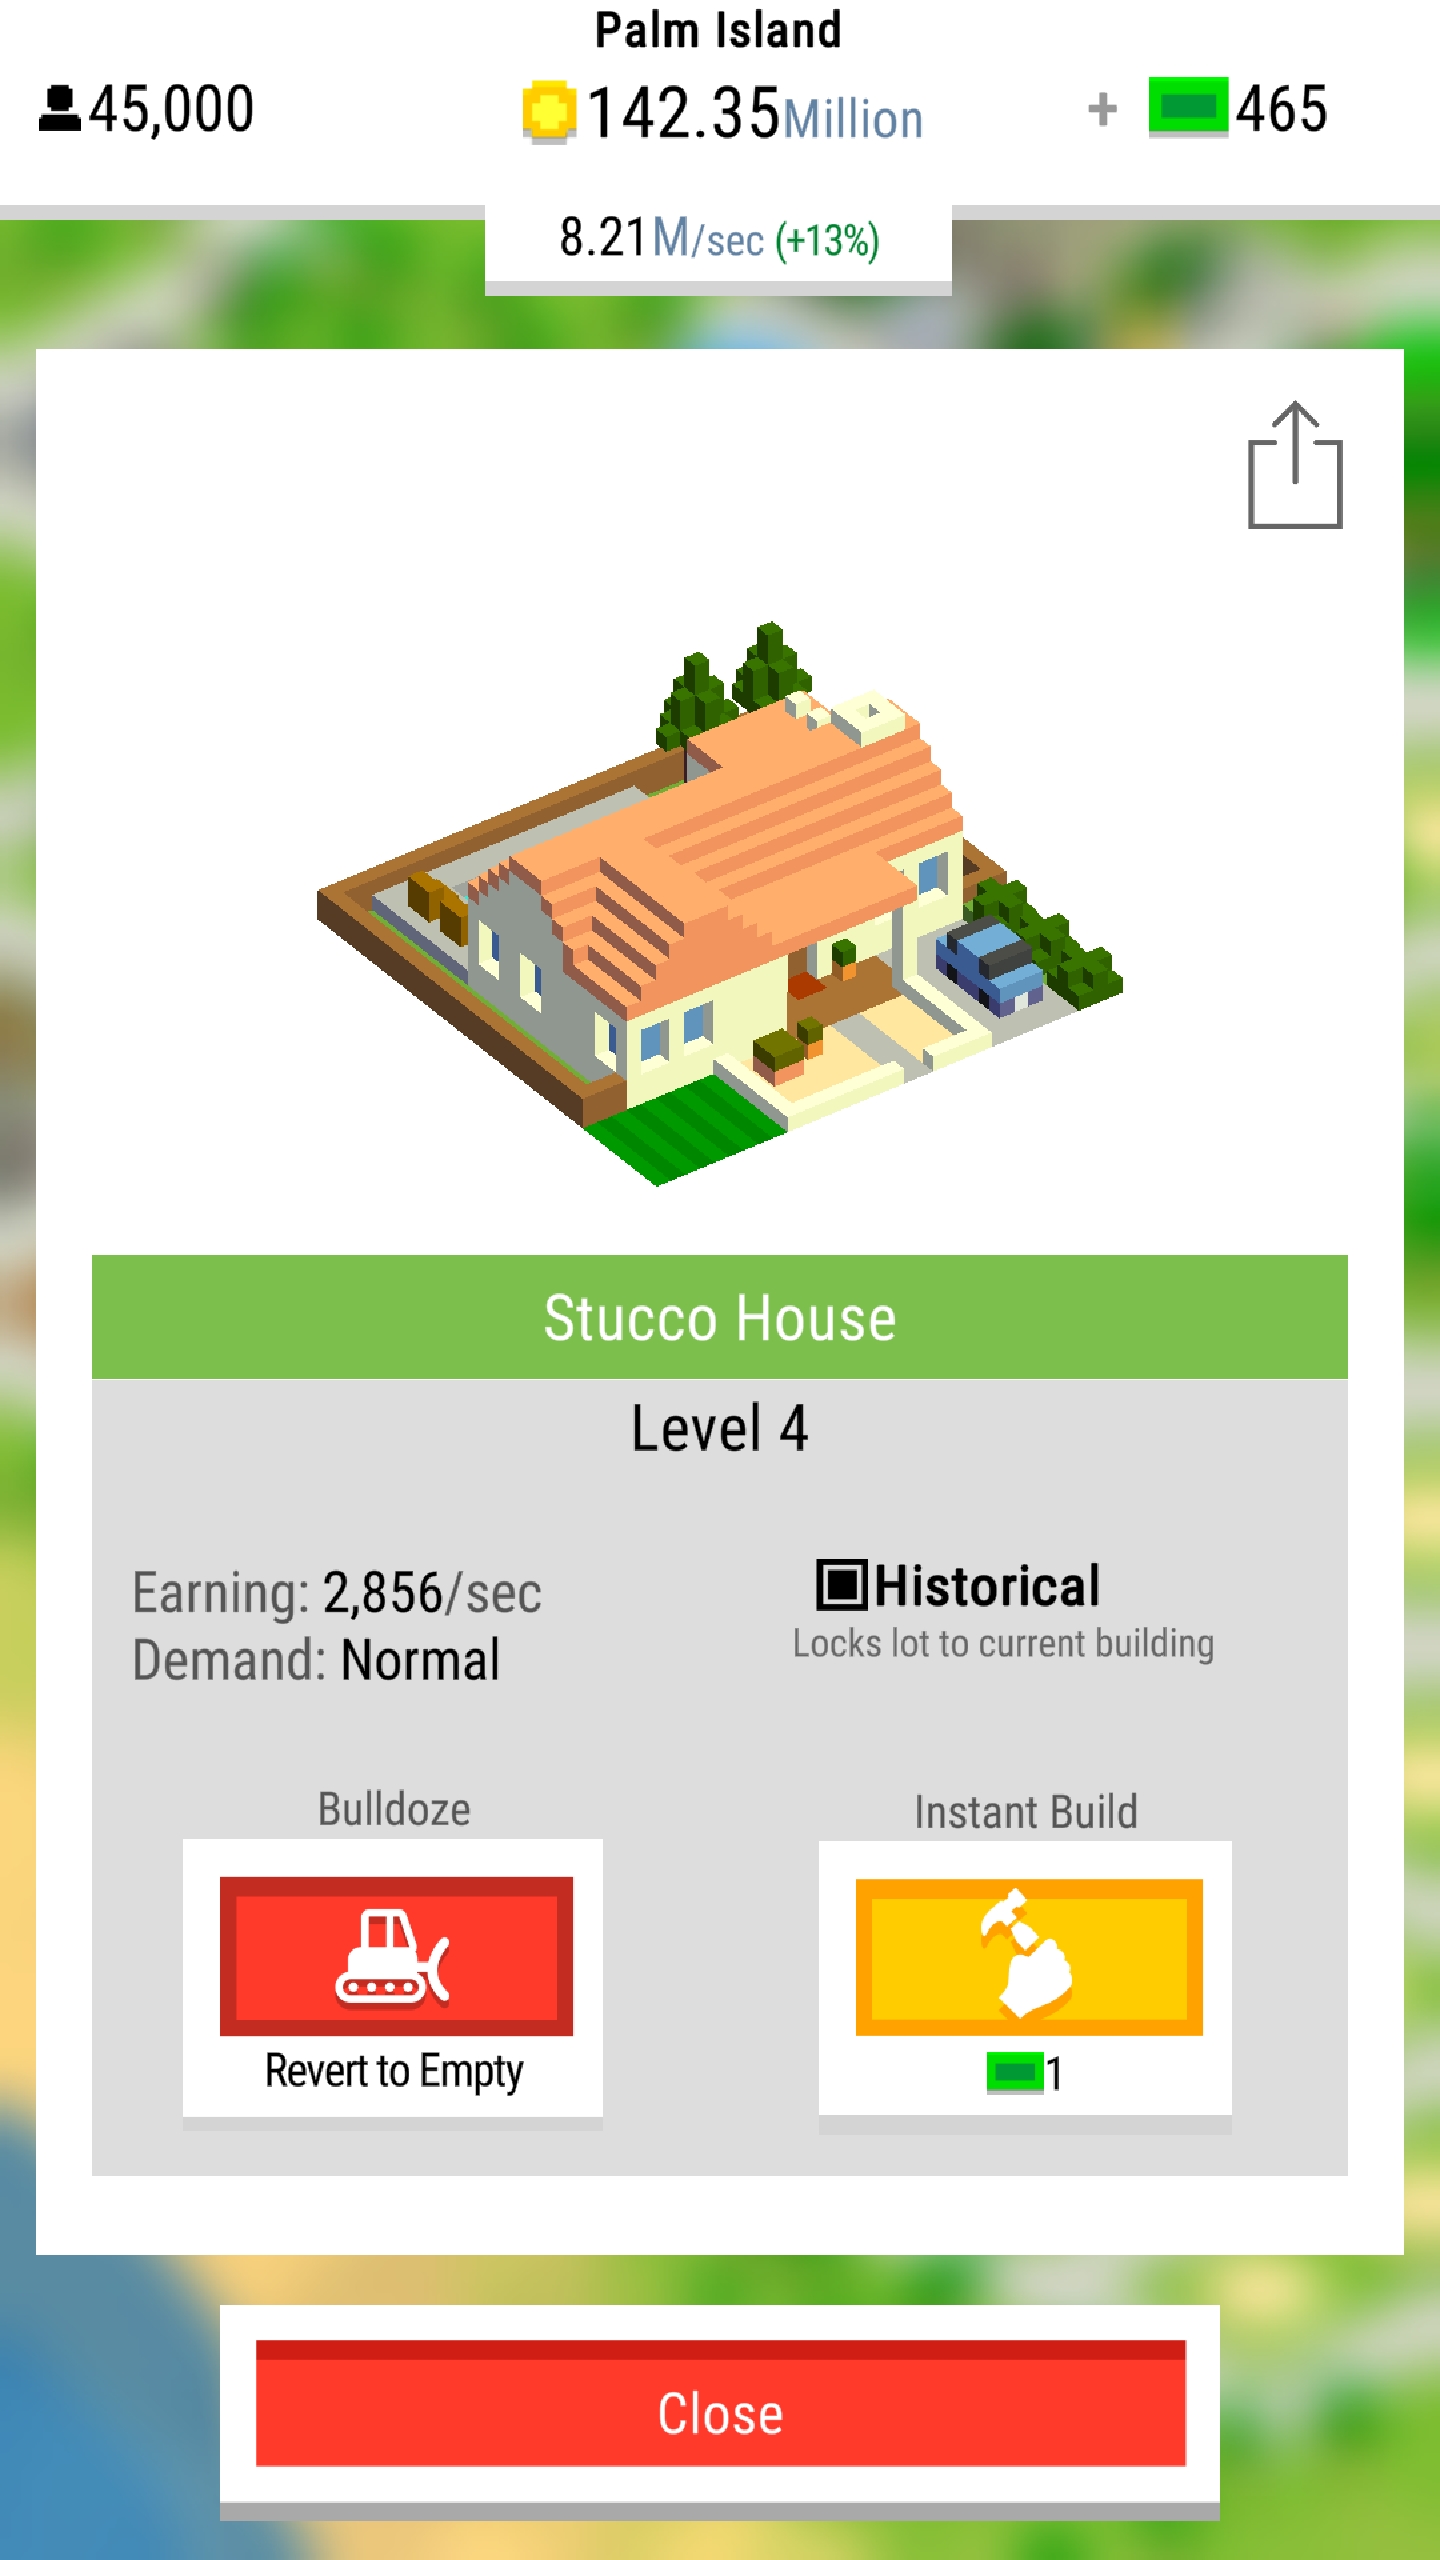 Palm Island
45,000
142.35Million
+ 465
8.21M/sec (+13%)
Stucco House
Level 4
Earning: 2,856/sec
Demand: Normal
Historical
Locks lot to current building
Bulldoze
Revert to Empty
Instant Build
1
Close